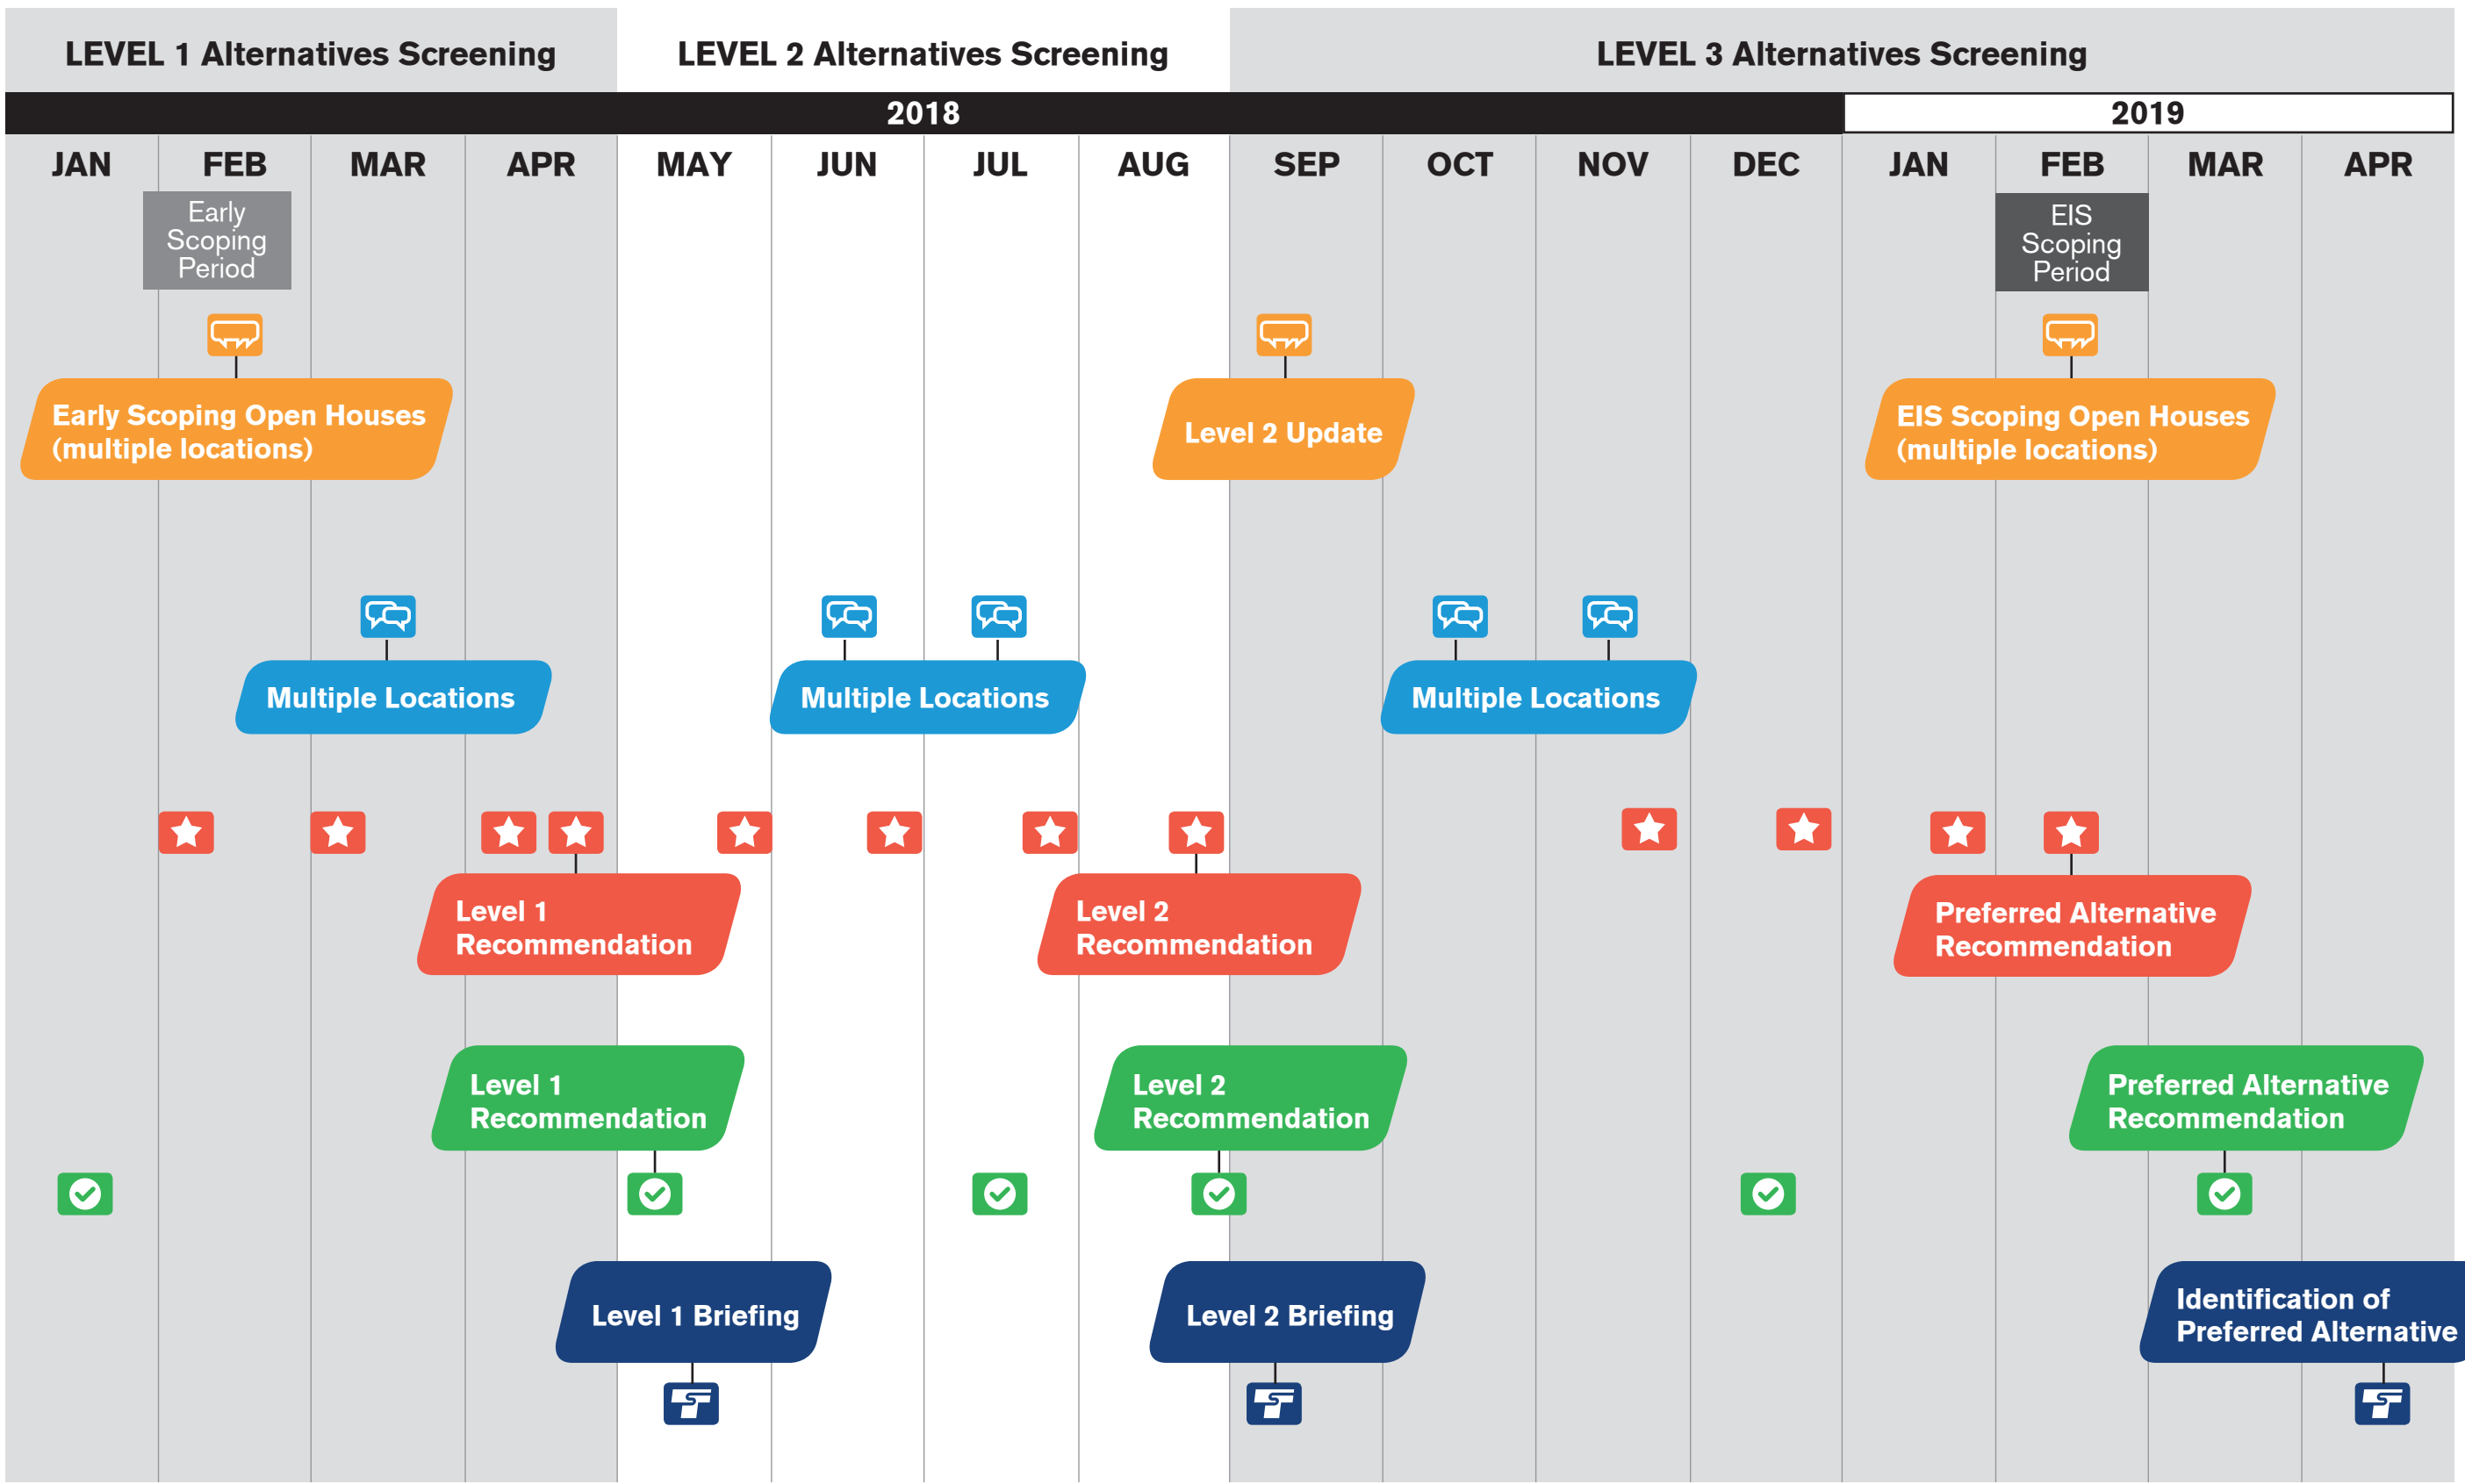 LEVEL 1 Alternatives Screening
LEVEL 2 Alternatives Screening
LEVEL 3 Alternatives Screening
2018
2019
JAN
FEB
MAR
APR
MAY
JUN
JUL
AUG
SEP
OCT
NOV
DEC
JAN
FEB
MAR
APR
Early
Scoping
Period
EIS
Scoping
Period
Early Scoping Open Houses
(multiple locations)
Level 2 Update
EIS Scoping Open Houses
(multiple locations)
Multiple Locations
Multiple Locations
Multiple Locations
Level 1
Recommendation
Level 2
Recommendation
Preferred Alternative
Recommendation
Level 1
Recommendation
Level 2
Recommendation
Preferred Alternative
Recommendation
Level 1 Briefing
Level 2 Briefing
Identification of
Preferred Alternative